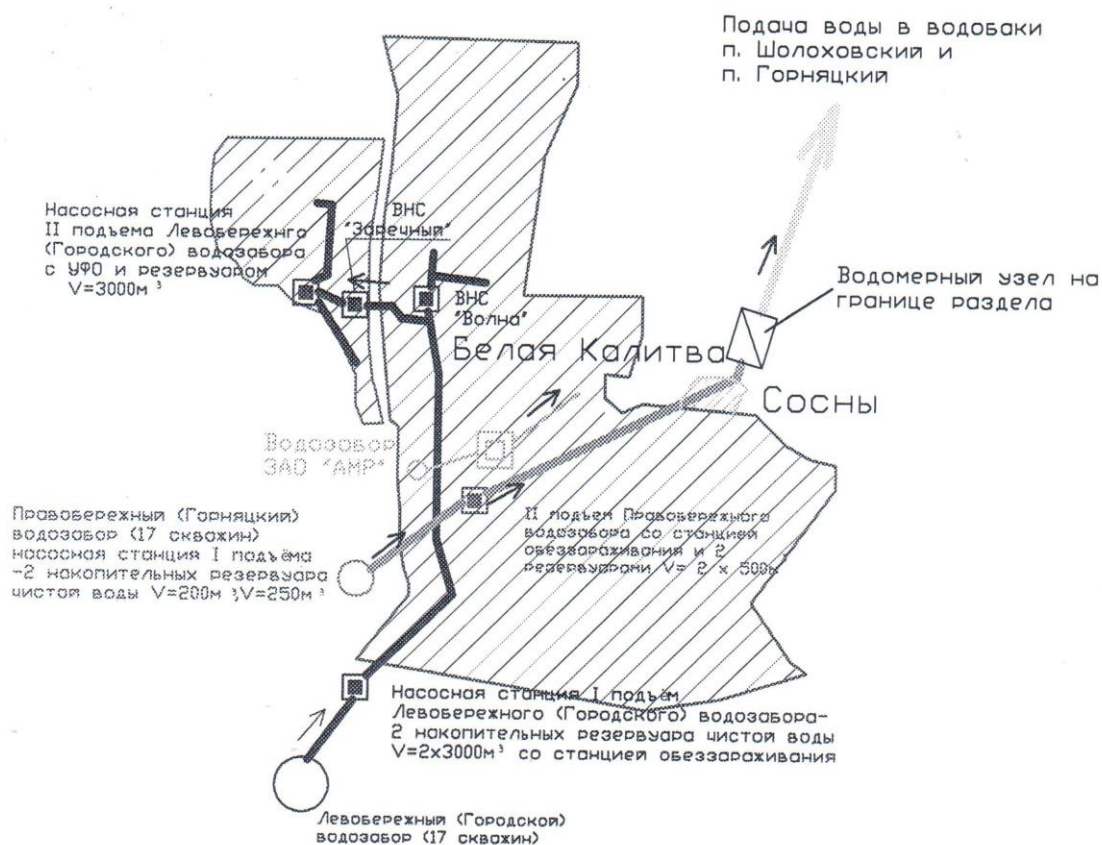 Подача воды в водобаки
п. Шолоховский и
п. Горняцкий
Насосная станция
II подъема Левобережнго
(Городского) водозабора
с УФО и резервуаром
V=3000м³
ВНС
"Заречный"
ВНС
"Волна"
Водомерный узел на
границе раздела
Белая Калитва
Сосны
Водозабор
ЗАО "АМР"
Правобережный (Горняцкий)
водозабор (17 скважин)
насосная станция I подъёма
-2 накопительных резервуара
чистой воды V=200м³,V=250м³
II подъем Правобережного
водозабора со станцией
обеззараживания и 2
резервуарами V= 2 x 500м
Насосная станция I подъём
Левобережного (Городского) водозабора-
2 накопительных резервуара чистой воды
V=2x3000м³ со станцией обеззараживания
Левобережный (Городской)
водозабор (17 скважин)